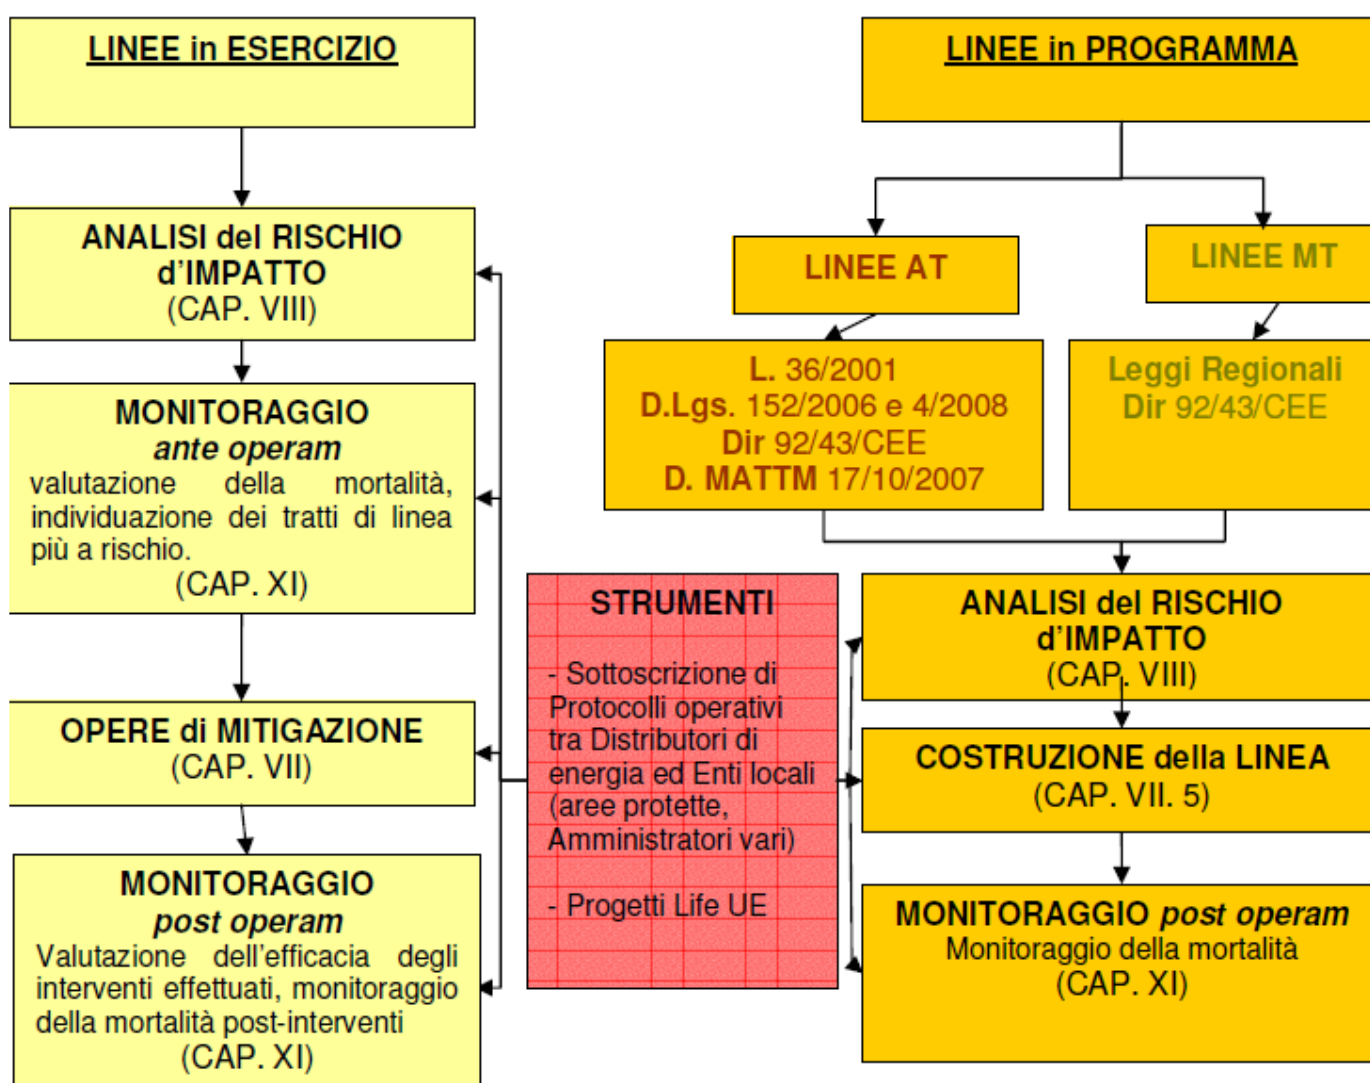 LINEE in ESERCIZIO
ANALISI del RISCHIO
d'IMPATTO
(CAP. VIII)
MONITORAGGIO
ante operam
valutazione della mortalità,
individuazione dei tratti di linea
più a rischio.
(CAP. XI)
OPERE di MITIGAZIONE
(CAP. VII)
MONITORAGGIO
post operam
Valutazione dell'efficacia degli
interventi effettuati, monitoraggio
della mortalità post-interventi
(CAP. XI)
STRUMENTI
- Sottoscrizione di
Protocolli operativi
tra Distributori di
energia ed Enti locali
(aree protette,
Amministratori vari)
- Progetti Life UE
LINEE in PROGRAMMA
LINEE AT
LINEE MT
L. 36/2001
D.Lgs. 152/2006 e 4/2008
Dir 92/43/CEE
D. MATTM 17/10/2007
Leggi Regionali
Dir 92/43/CEE
ANALISI del RISCHIO
d'IMPATTO
(CAP. VIII)
COSTRUZIONE della LINEA
(CAP. VII. 5)
MONITORAGGIO post operam
Monitoraggio della mortalità
(CAP. XI)